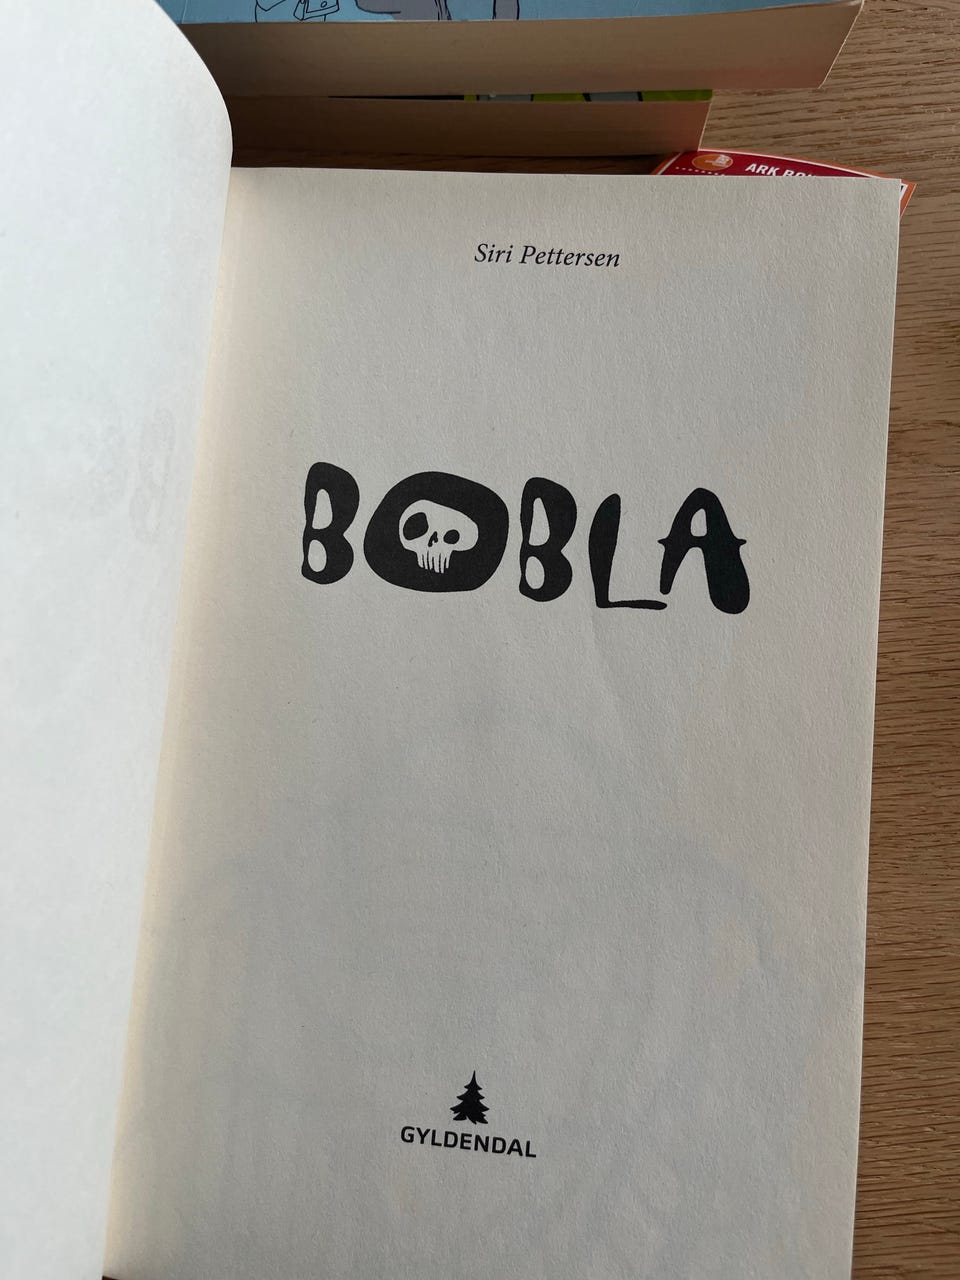 ARK
Siri Pettersen
BOBLA
GYLDENDAL